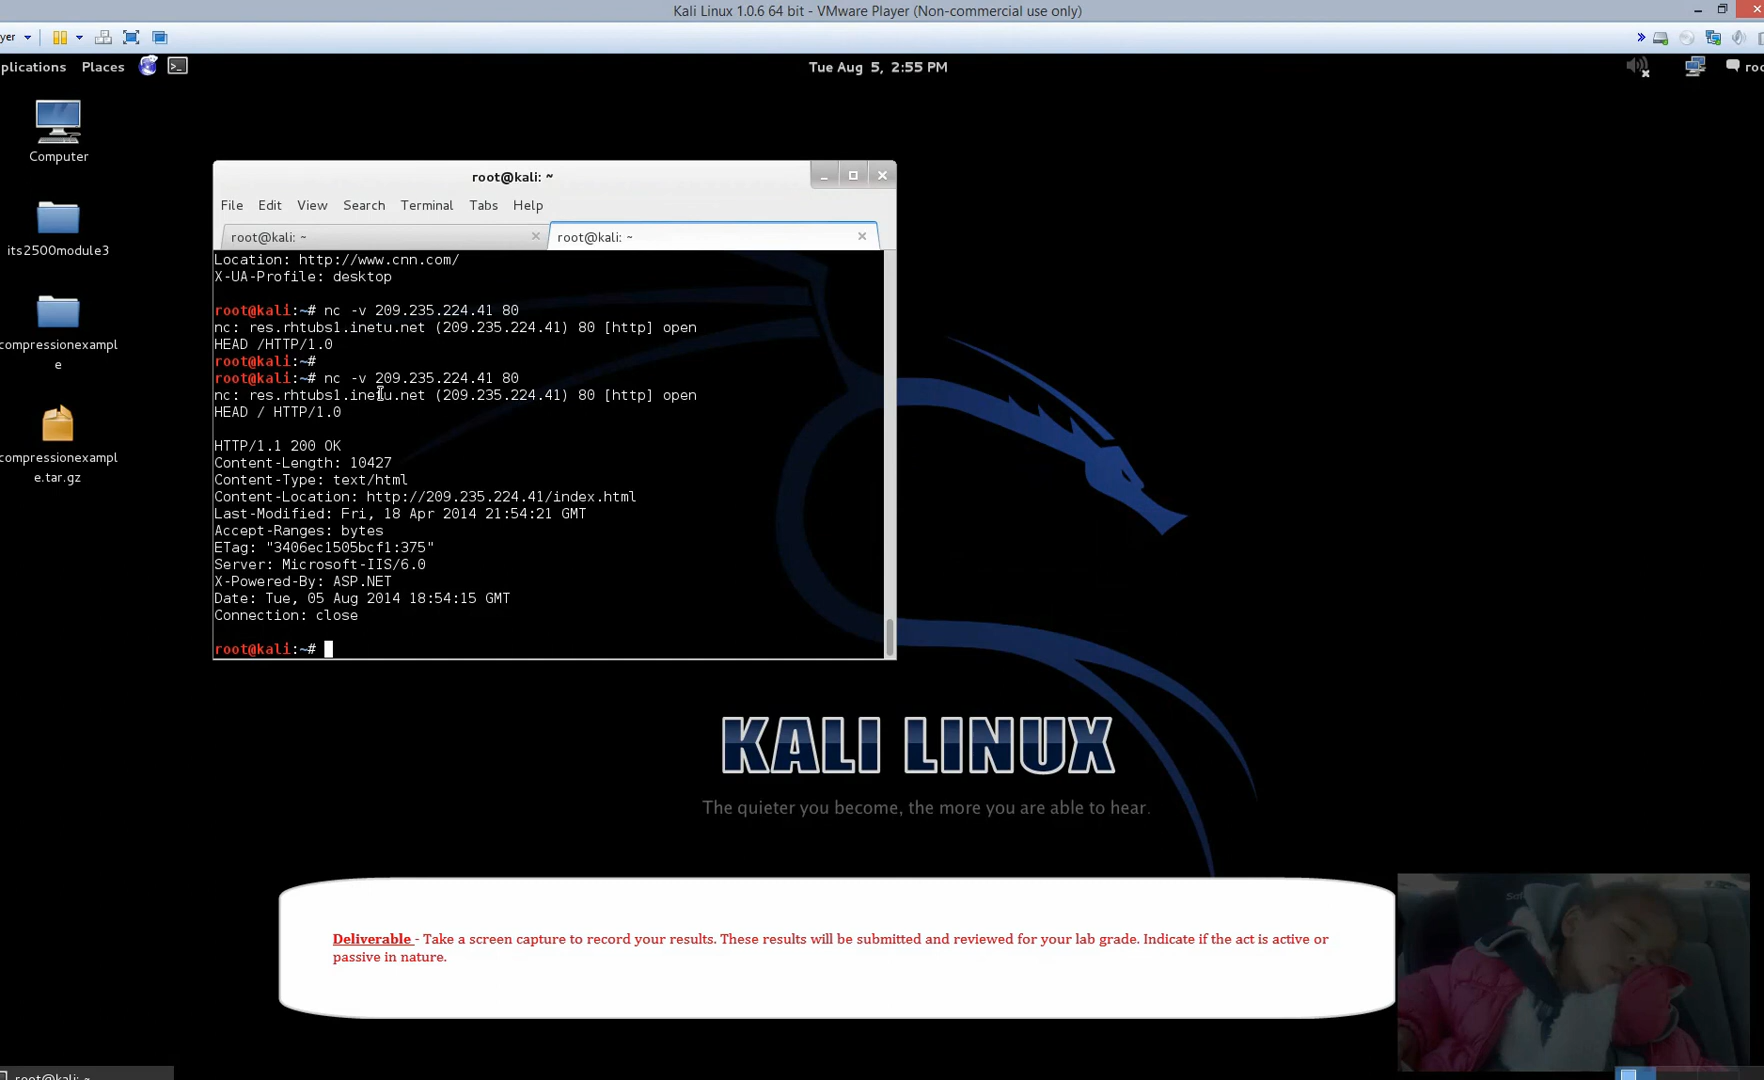 Kali Linux 1.0.6 64 bit - VMware Player (Non-commercial use only)
yer
plications Places Tue Aug 5, 2:55 PM roo
Computer
its2500module3
compressionexampl
e
compressionexampl
e.tar.gz
root@kali: ~
File Edit View Search Terminal Tabs Help
root@kali: ~ root@kali: ~
Location: http://www.cnn.com/
X-UA-Profile: desktop
root@kali:~# nc -v 209.235.224.41 80
nc: res.rhtubs1.inetu.net (209.235.224.41) 80 [http] open
HEAD /HTTP/1.0
root@kali:~#
root@kali:~# nc -v 209.235.224.41 80
nc: res.rhtubs1.inetu.net (209.235.224.41) 80 [http] open
HEAD / HTTP/1.0
HTTP/1.1 200 OK
Content-Length: 10427
Content-Type: text/html
Content-Location: http://209.235.224.41/index.html
Last-Modified: Fri, 18 Apr 2014 21:54:21 GMT
Accept-Ranges: bytes
ETag: "3406ec1505bcf1:375"
Server: Microsoft-IIS/6.0
X-Powered-By: ASP.NET
Date: Tue, 05 Aug 2014 18:54:15 GMT
Connection: close
root@kali:~#
KALI LINUX
The quieter you become, the more you are able to hear.
Deliverable - Take a screen capture to record your results. These results will be submitted and reviewed for your lab grade. Indicate if the act is active or
passive in nature.
root@kali: ~